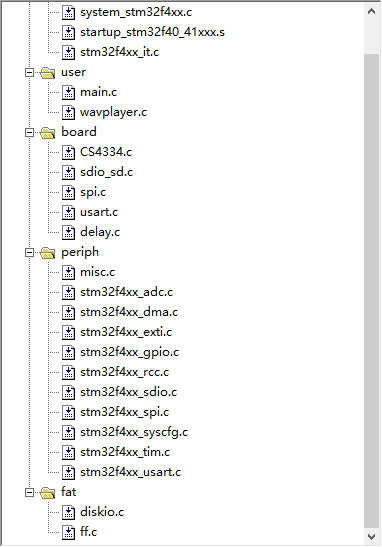 system_stm32f4xx.c
startup_stm32f40_41xxx.s
stm32f4xx_it.c
user
main.c
wavplayer.c
board
CS4334.c
sdio_sd.c
spi.c
usart.c
delay.c
periph
misc.c
stm32f4xx_adc.c
stm32f4xx_dma.c
stm32f4xx_exti.c
stm32f4xx_gpio.c
stm32f4xx_rcc.c
stm32f4xx_sdio.c
stm32f4xx_spi.c
stm32f4xx_syscfg.c
stm32f4xx_tim.c
stm32f4xx_usart.c
fat
diskio.c
ff.c